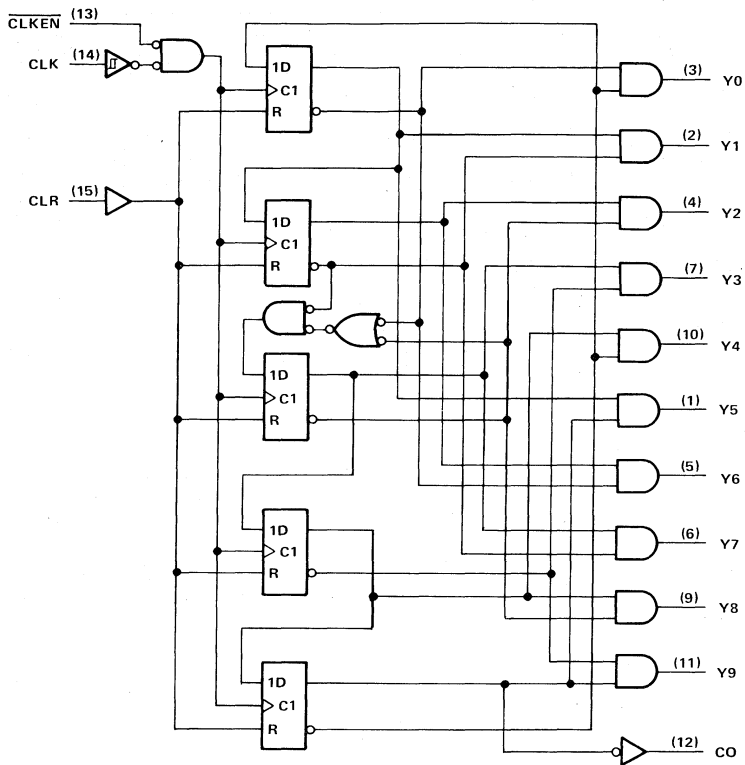 CLKEN (13)
CLK (14)
CLR (15)
1D
C1
R
1D
C1
R
1D
C1
R
1D
C1
R
1D
C1
R
(3) Y0
(2) Y1
(4) Y2
(7) Y3
(10) Y4
(1) Y5
(5) Y6
(6) Y7
(9) Y8
(11) Y9
(12) CO